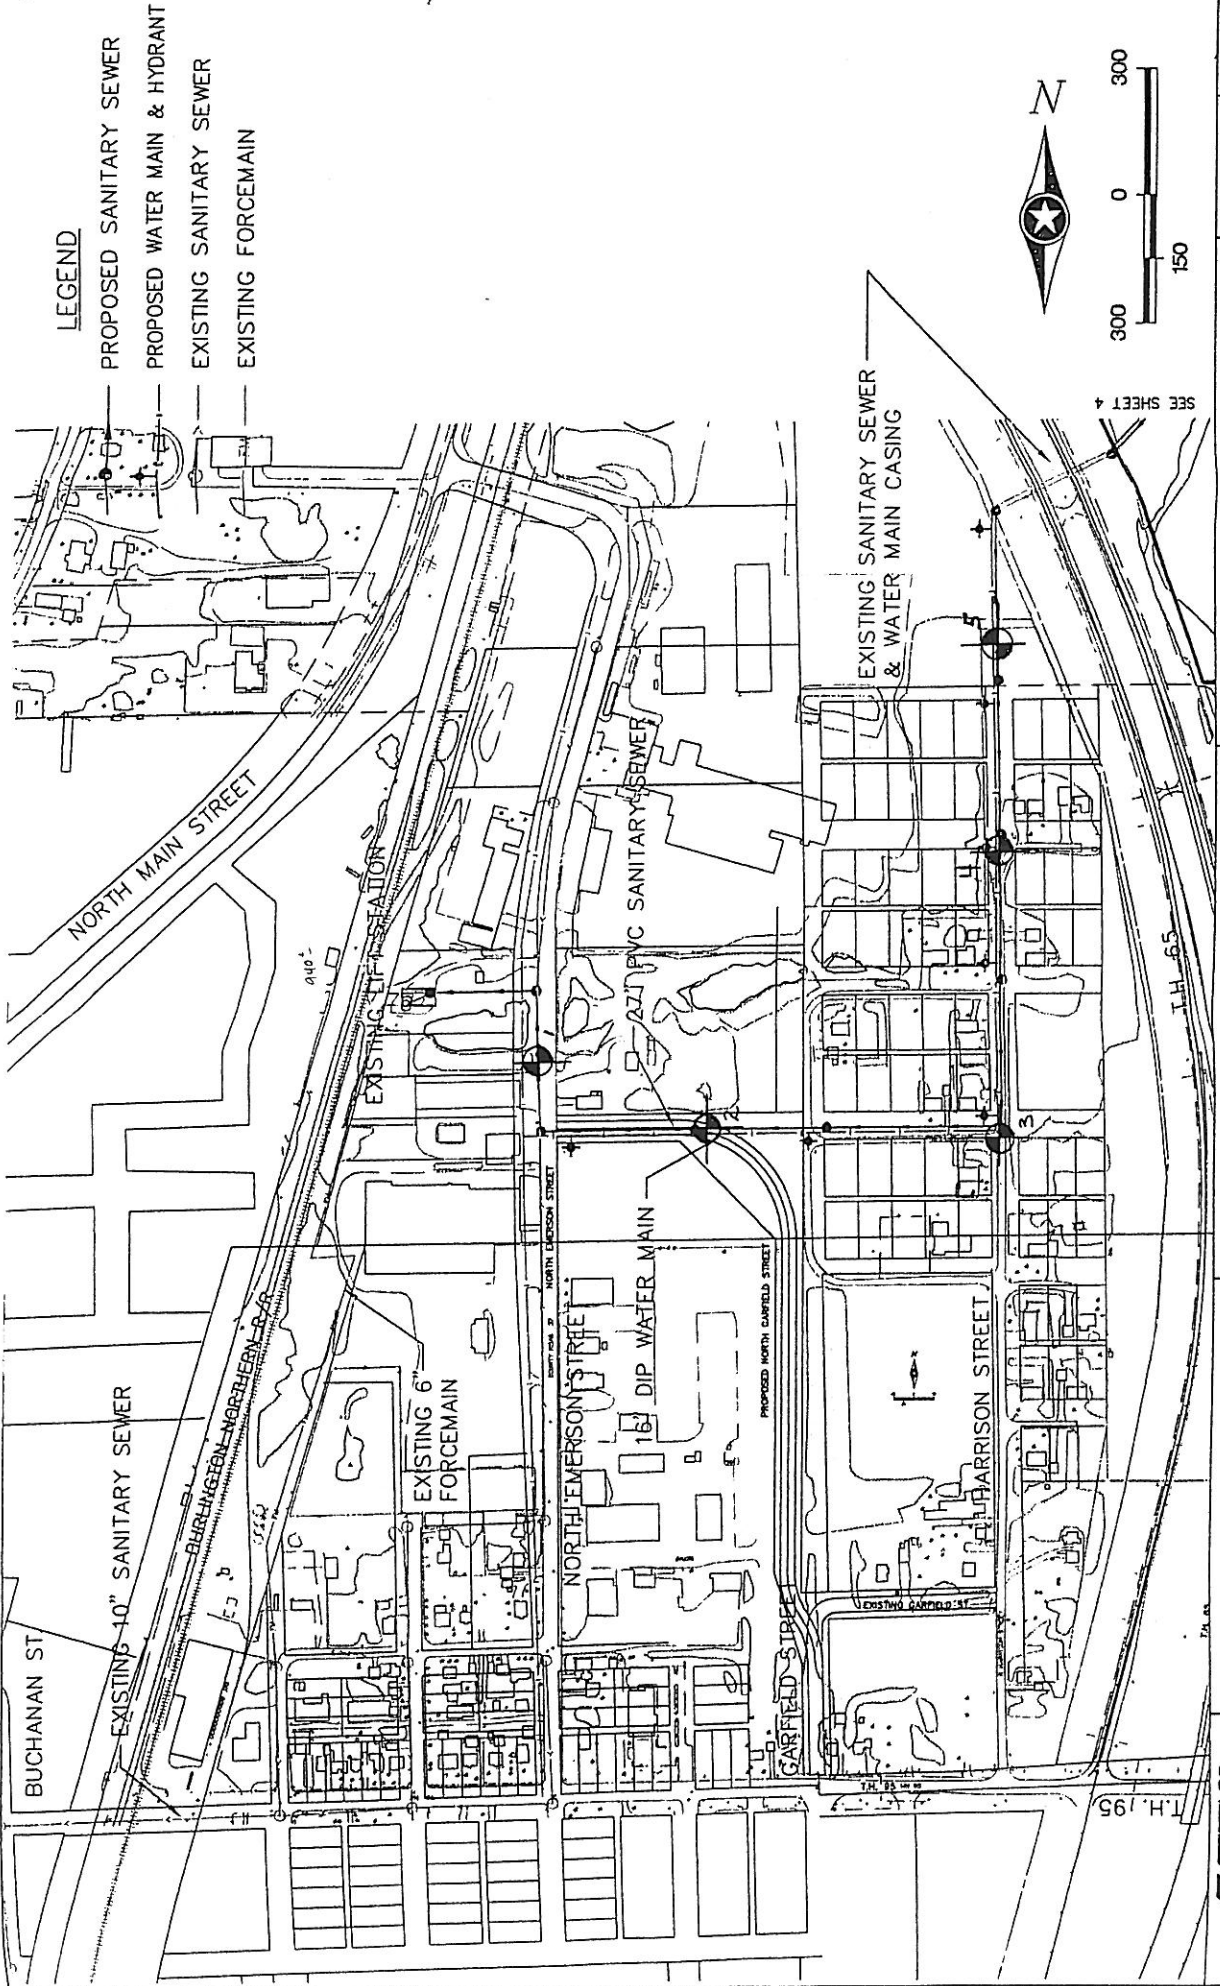 LEGEND
PROPOSED SANITARY SEWER
PROPOSED WATER MAIN & HYDRANT
EXISTING SANITARY SEWER
EXISTING FORCEMAIN
N
300 0 300
150
BUCHANAN ST
EXISTING 10" SANITARY SEWER
BURLINGTON NORTHERN R/R
NORTH MAIN STREET
940±
EXISTING LIFT STATION
EXISTING 6"
FORCEMAIN
NORTH EMERSON STREET
NORTH EMERSON STREET
1
27" PVC SANITARY SEWER
2
16" DIP WATER MAIN
PROPOSED NORTH GARFIELD STREET
GARFIELD STREET
EXISTING GARFIELD ST
HARRISON STREET
3
5
EXISTING SANITARY SEWER
& WATER MAIN CASING
SEE SHEET 4
T.H. 65
T.H. 95
T.H. 95